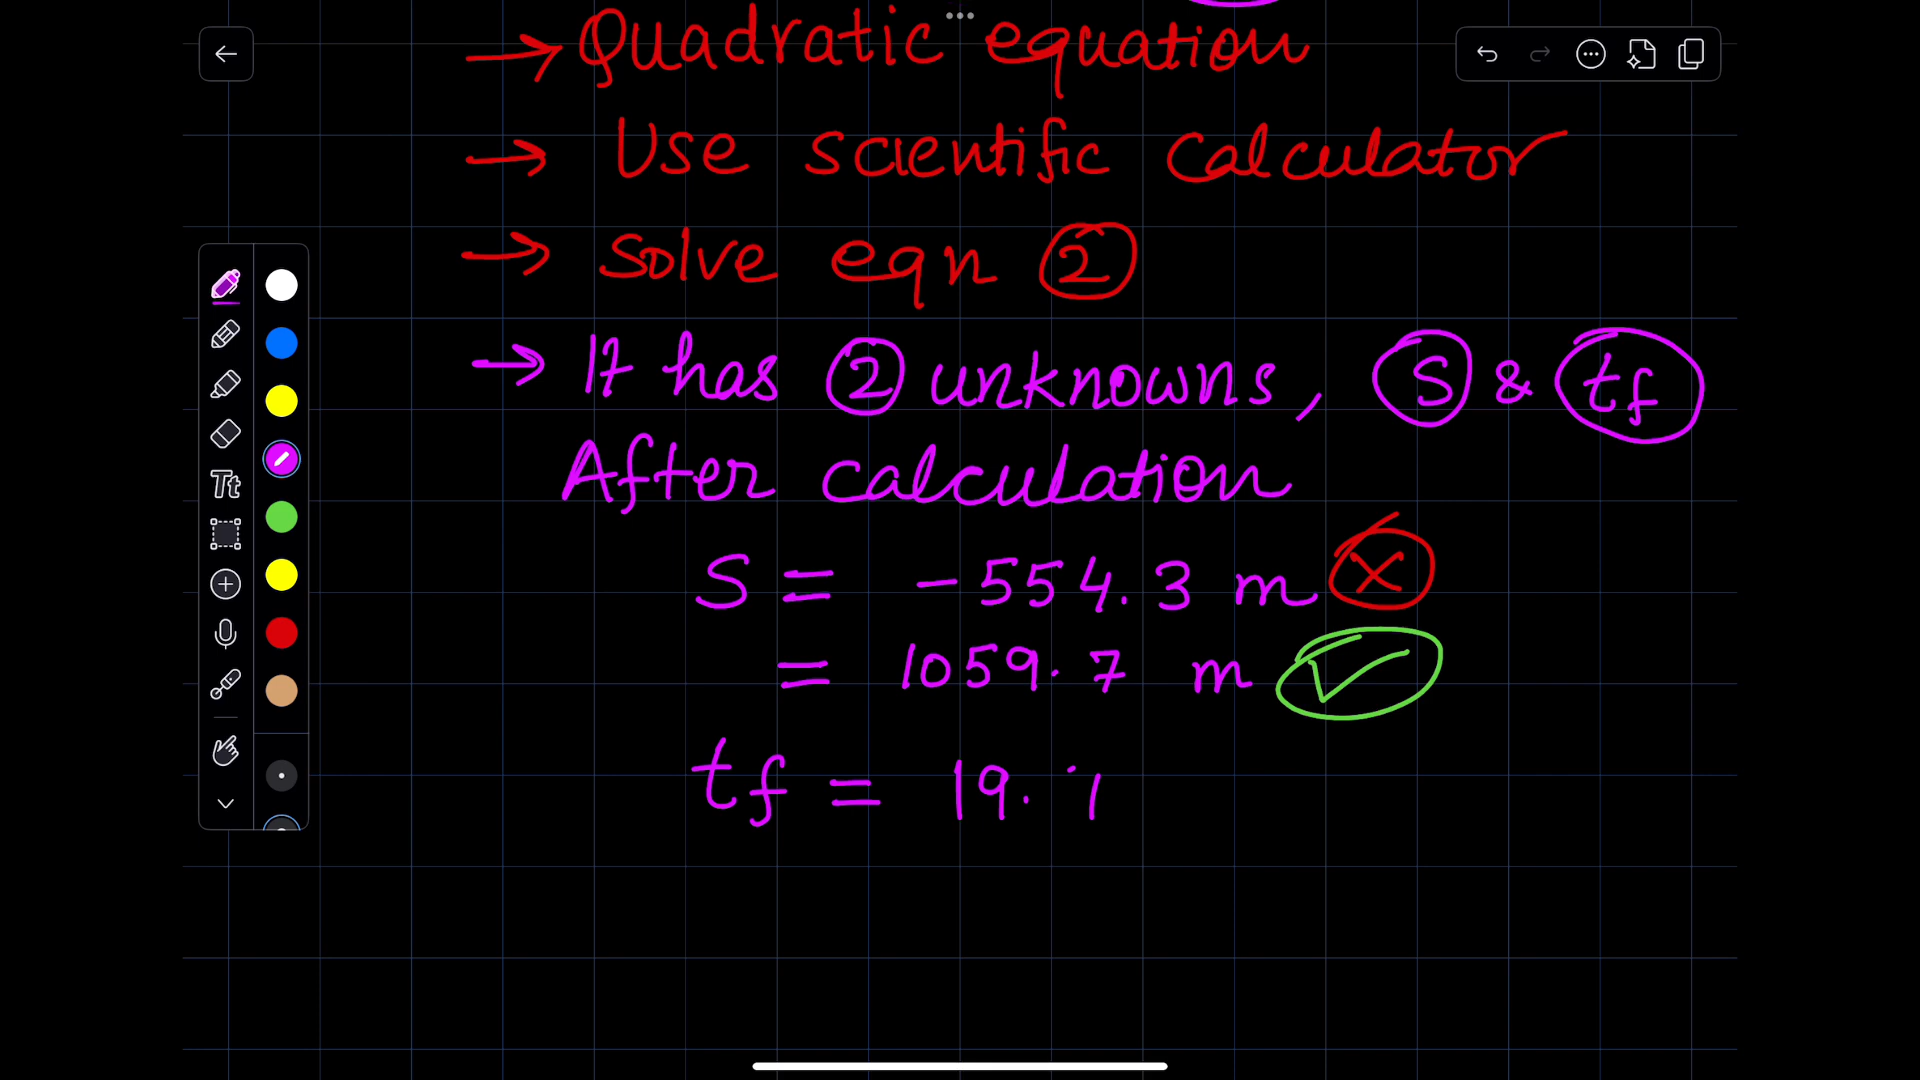 → Quadratic equation
→ Use scientific calculator
→ Solve eqn ②
→ It has ② unknowns, S & tf
After calculation
S = -554.3 m
= 1059.7 m
tf = 19.
Tt